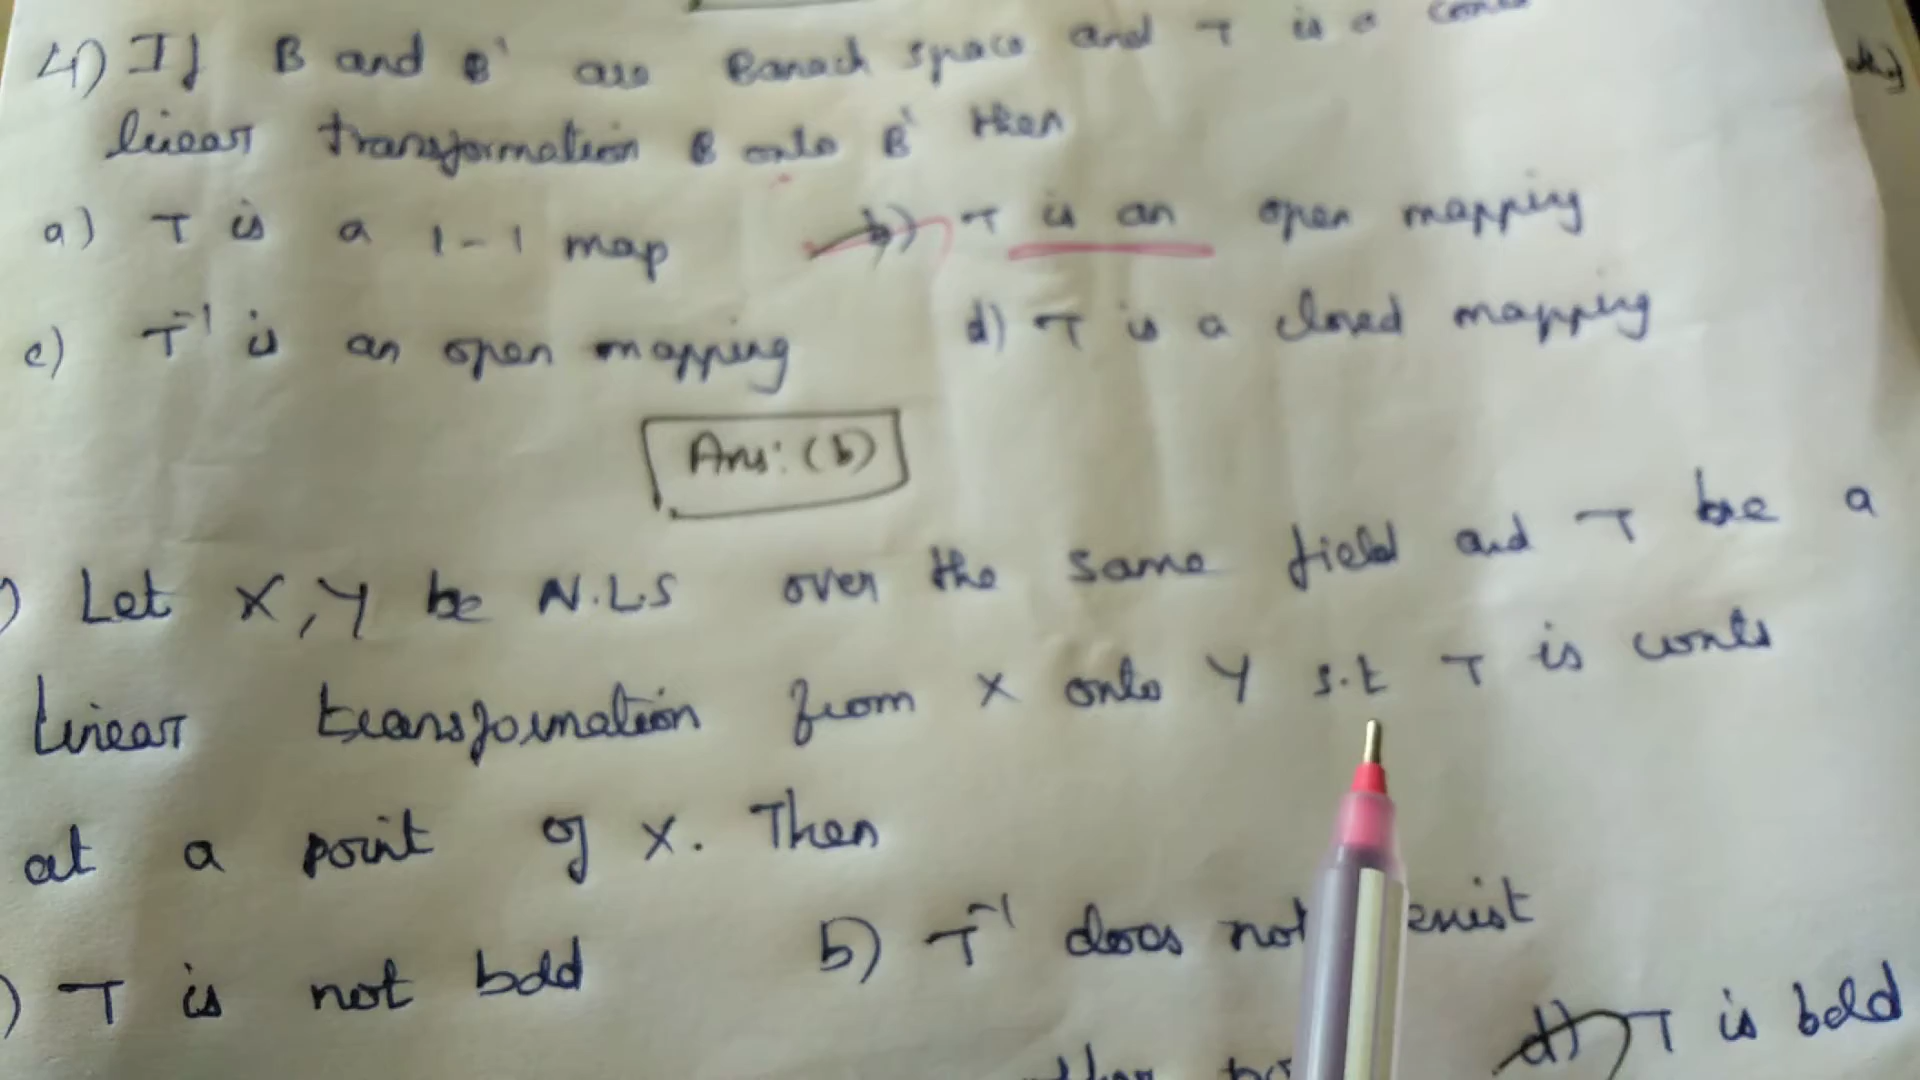 4) If B and B' are Banach space and T is a
linear transformation B onto B' then
a) T is a 1-1 map b) T is an open mapping
c) T⁻¹ is an open mapping d) T is a closed mapping
Ans: (b)
) Let X, Y be N.L.S over the same field and T be a
linear transformation from X onto Y s.t T is conts
at a point of X. Then
) T is not bdd b) T⁻¹ does not exist
d) T is bdd